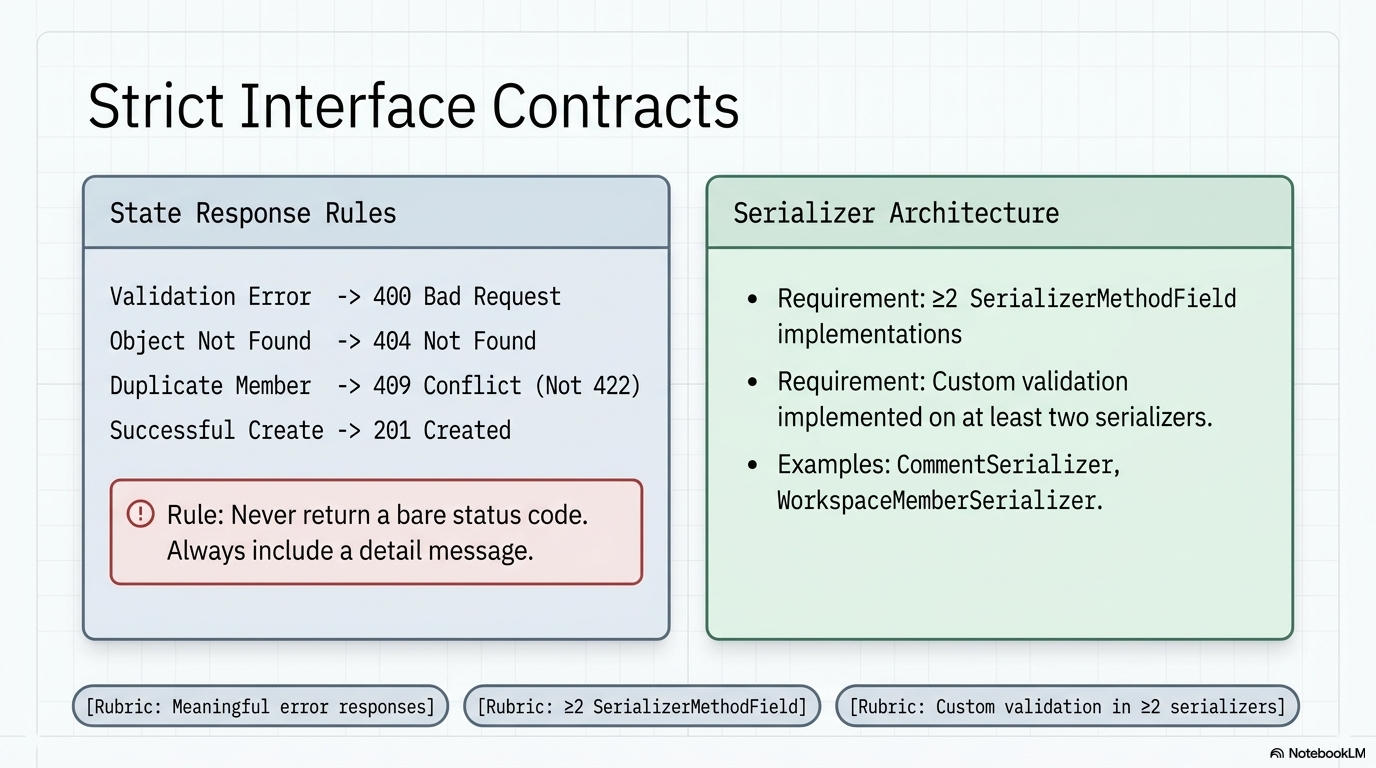 Strict Interface Contracts
State Response Rules
Validation Error -> 400 Bad Request
Object Not Found -> 404 Not Found
Duplicate Member -> 409 Conflict (Not 422)
Successful Create -> 201 Created
Rule: Never return a bare status code.
Always include a detail message.
Serializer Architecture
• Requirement: ≥2 SerializerMethodField
implementations
• Requirement: Custom validation
implemented on at least two serializers.
• Examples: CommentSerializer,
WorkspaceMemberSerializer.
[Rubric: Meaningful error responses]
[Rubric: ≥2 SerializerMethodField]
[Rubric: Custom validation in ≥2 serializers]
NotebookLM